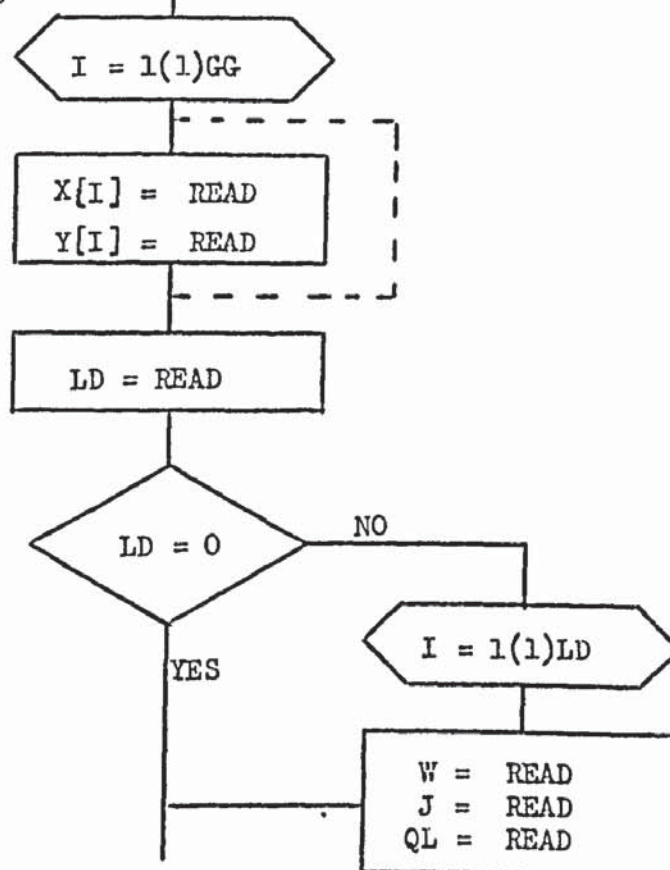 I = 1(1)GG
X[I] = READ
Y[I] = READ
LD = READ
LD = 0
NO
YES
I = 1(1)LD
W = READ
J = READ
QL = READ